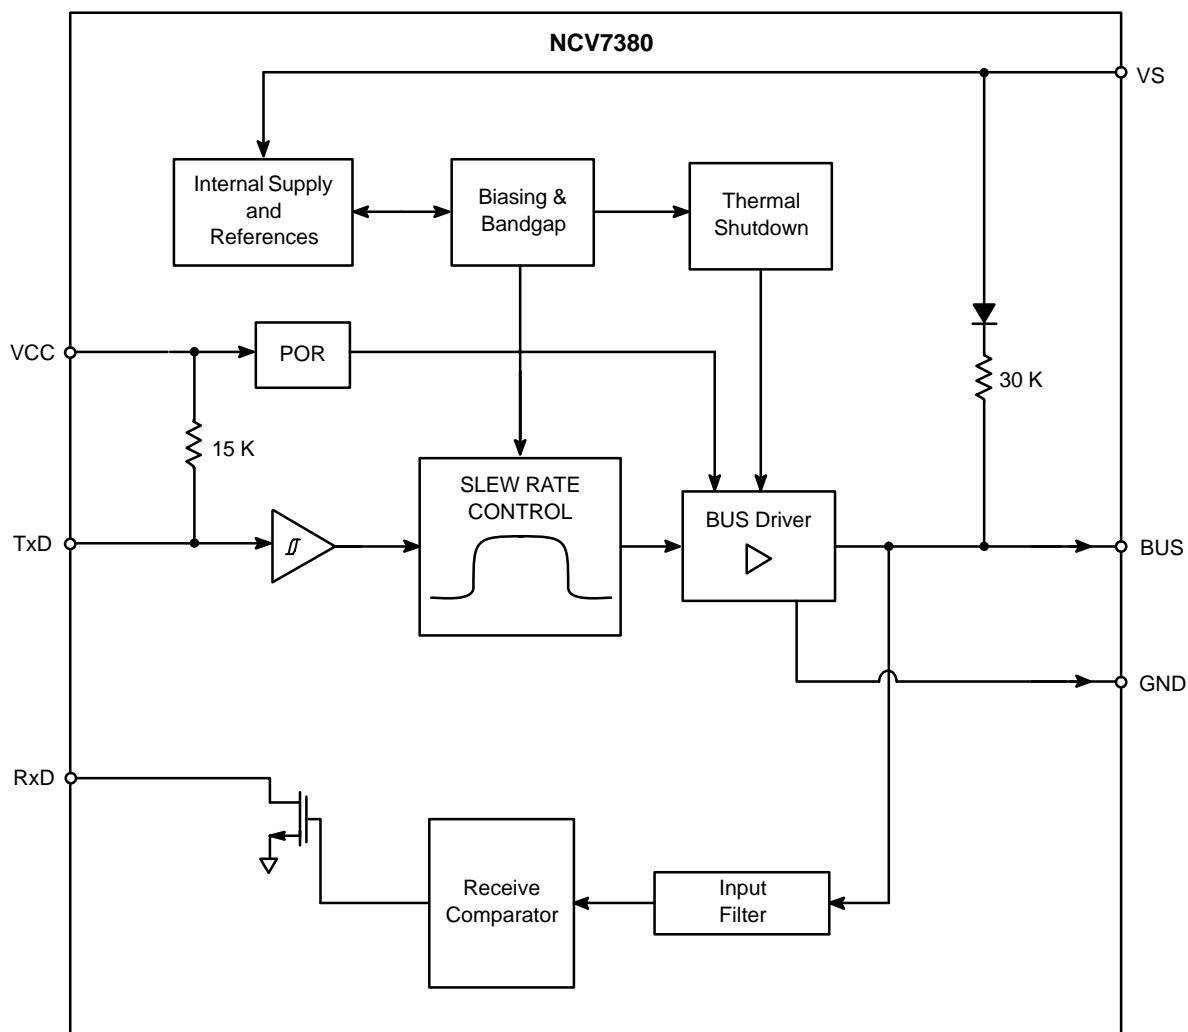 NCV7380
VS
Internal Supply
and
References
Biasing &
Bandgap
Thermal
Shutdown
VCC
POR
30 K
15 K
SLEW RATE
CONTROL
BUS Driver
TxD
BUS
GND
RxD
Receive
Comparator
Input
Filter